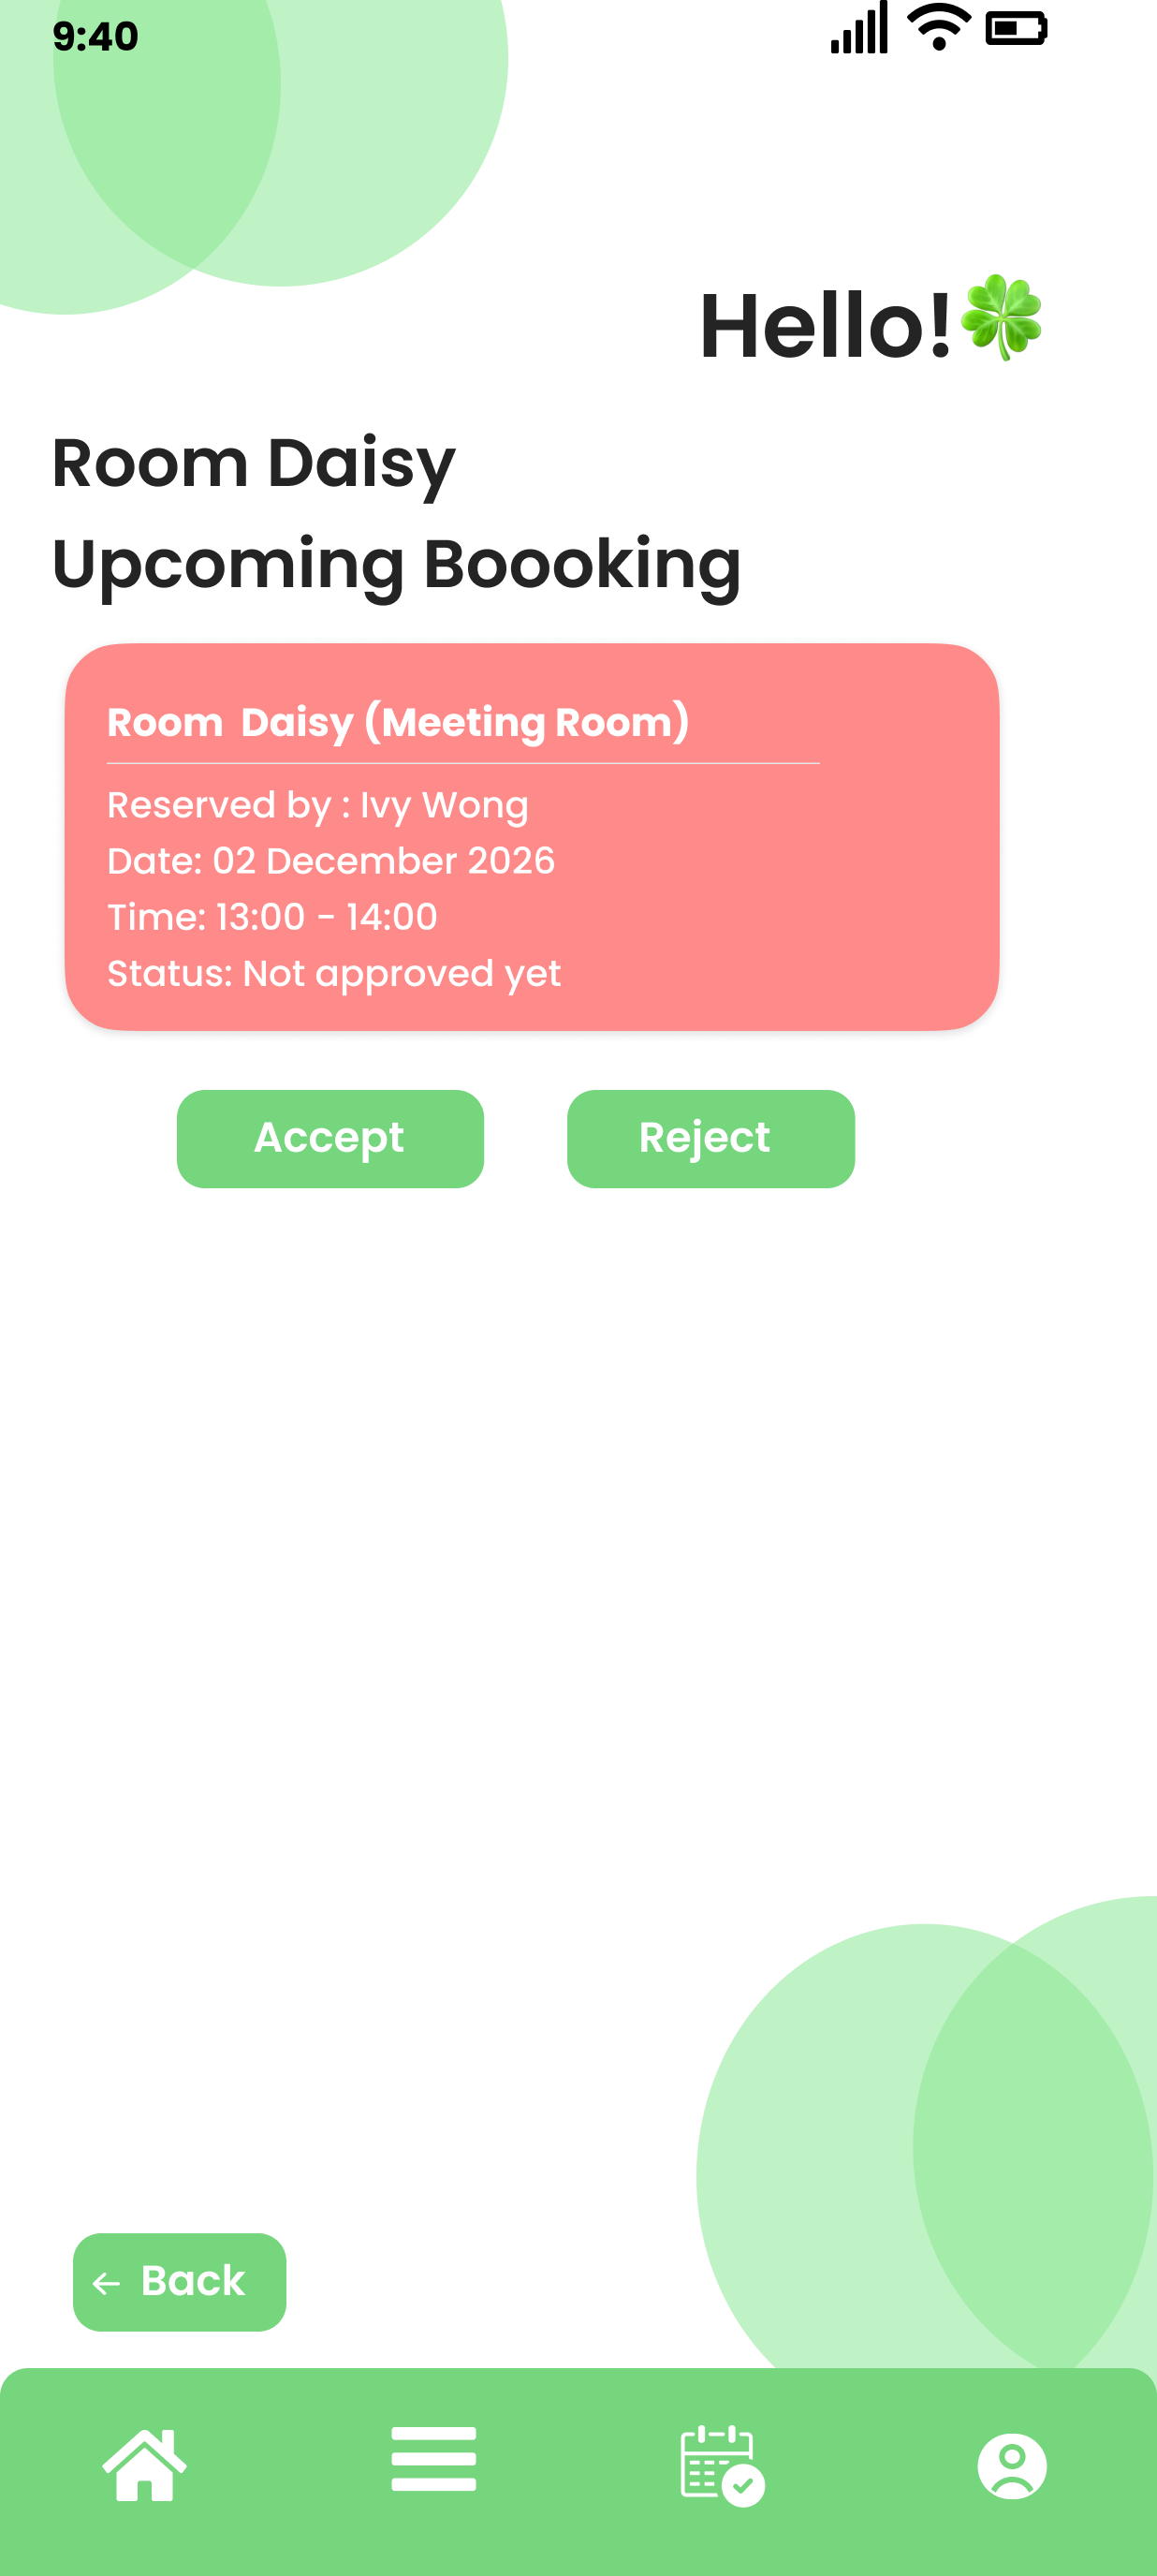 9:40
Hello!🍀
Room Daisy
Upcoming Boooking
Room  Daisy (Meeting Room)
Reserved by : Ivy Wong
Date: 02 December 2026
Time: 13:00 - 14:00
Status: Not approved yet
Accept
Reject
Back